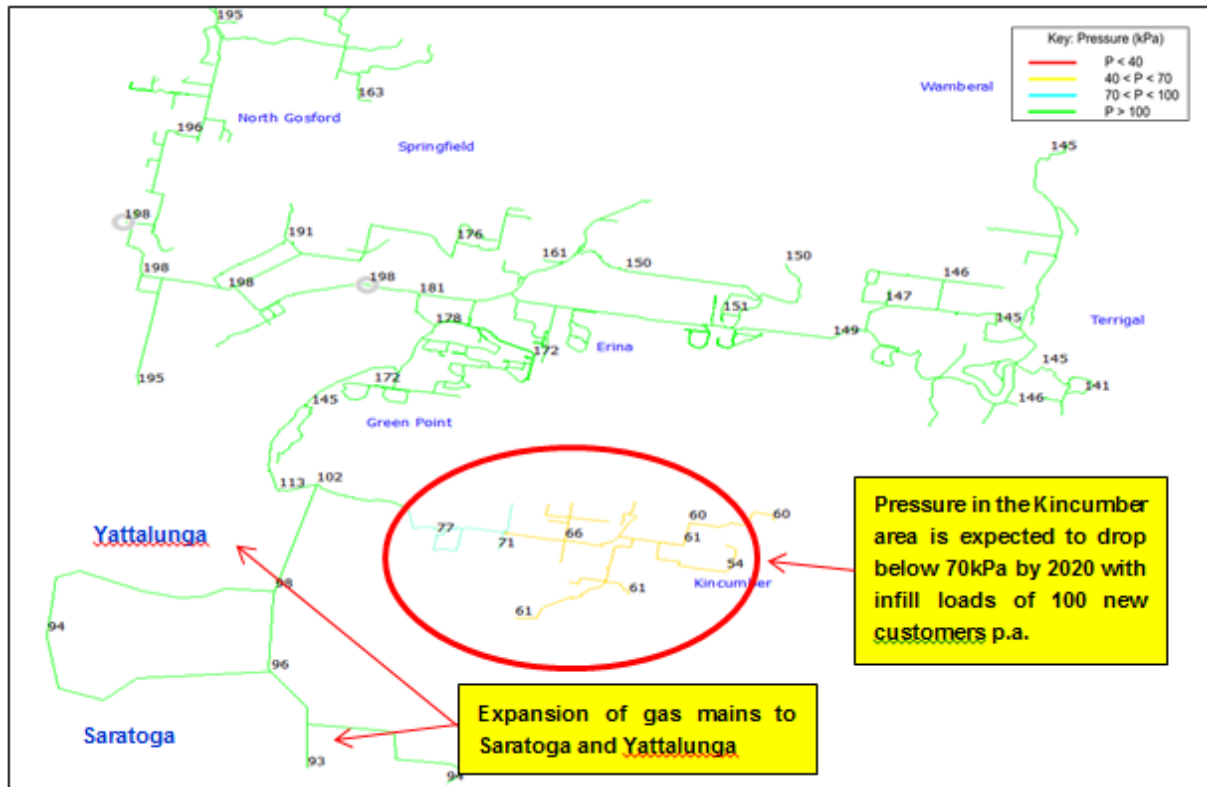 195
Key: Pressure (kPa)
P < 40
40 < P < 70
70 < P < 100
P > 100
163
Wamberal
North Gosford
196
Springfield
145
198
191
176
161
150
150
198
198
198
181
146
147
151
145
178
149
Terrigal
172
Erina
195
172
145
141
145
146
Green Point
113
102
Pressure in the Kincumber
area is expected to drop
below 70kPa by 2020 with
infill loads of 100 new
customers p.a.
60
60
77
71
66
61
Yattalunga
54
Kincumber
98
61
61
94
96
Expansion of gas mains to
Saratoga and Yattalunga
Saratoga
93
94